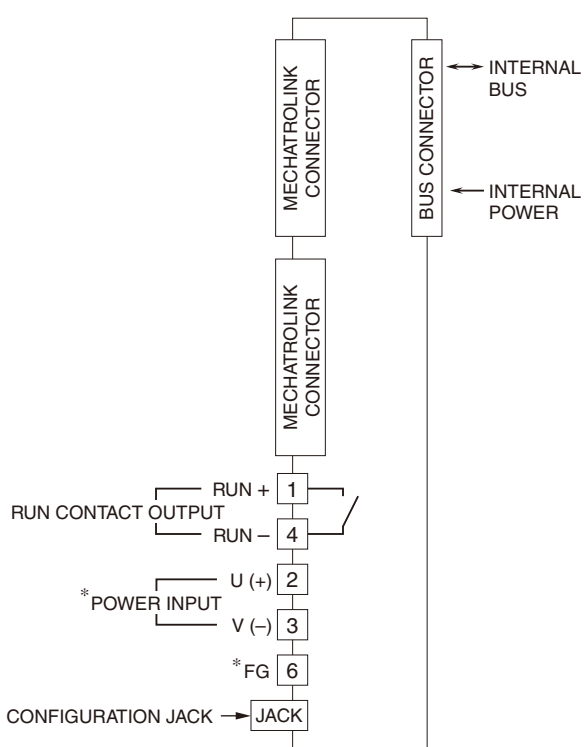 MECHATROLINK
CONNECTOR
BUS CONNECTOR
INTERNAL
BUS
INTERNAL
POWER
MECHATROLINK
CONNECTOR
RUN CONTACT OUTPUT
RUN + 1
RUN – 4
*POWER INPUT
U (+) 2
V (–) 3
*FG 6
CONFIGURATION JACK JACK